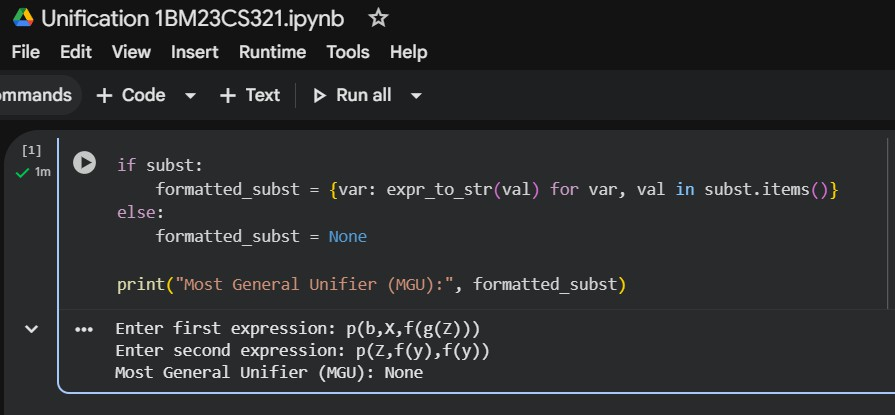 Unification 1BM23CS321.ipynb
File Edit View Insert Runtime Tools Help
ommands + Code + Text Run all
[1]
1m
if subst:
formatted_subst = {var: expr_to_str(val) for var, val in subst.items()}
else:
formatted_subst = None
print("Most General Unifier (MGU):", formatted_subst)
Enter first expression: p(b,X,f(g(Z)))
Enter second expression: p(Z,f(y),f(y))
Most General Unifier (MGU): None